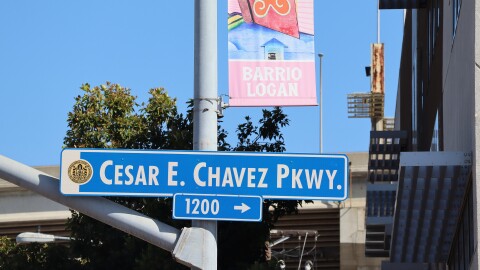 BARRIO
LOGAN
CESAR E. CHAVEZ PKWY.
1200 →